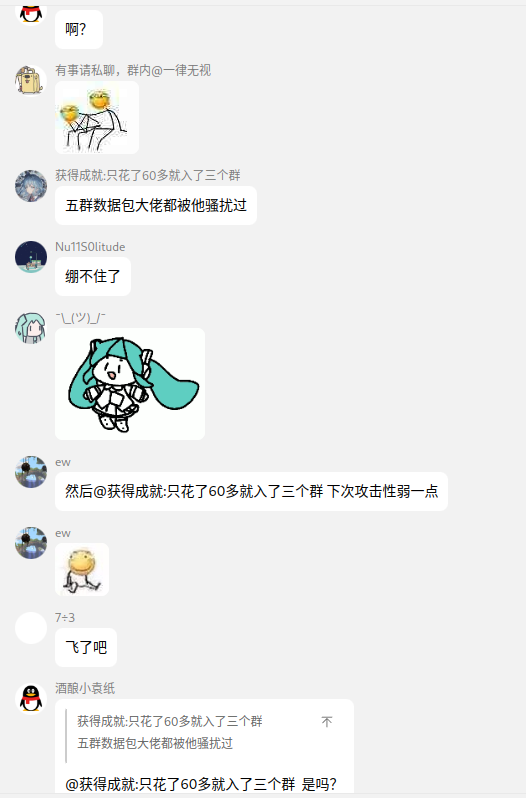 啊？
有事请私聊，群内@一律无视
获得成就:只花了60多就入了三个群
五群数据包大佬都被他骚扰过
Nu11S0litude
绷不住了
¯\_(ツ)_/¯
ew
然后@获得成就:只花了60多就入了三个群 下次攻击性弱一点
ew
7÷3
飞了吧
酒酿小袁纸
获得成就:只花了60多就入了三个群
五群数据包大佬都被他骚扰过
@获得成就:只花了60多就入了三个群 是吗？